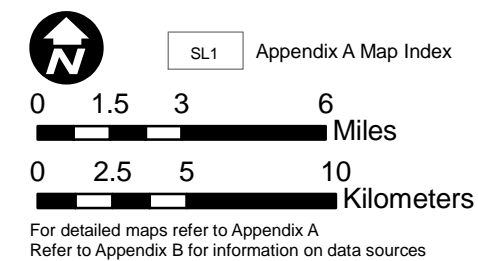 N
SL1 Appendix A Map Index
0 1.5 3 6
Miles
0 2.5 5 10
Kilometers
For detailed maps refer to Appendix A
Refer to Appendix B for information on data sources